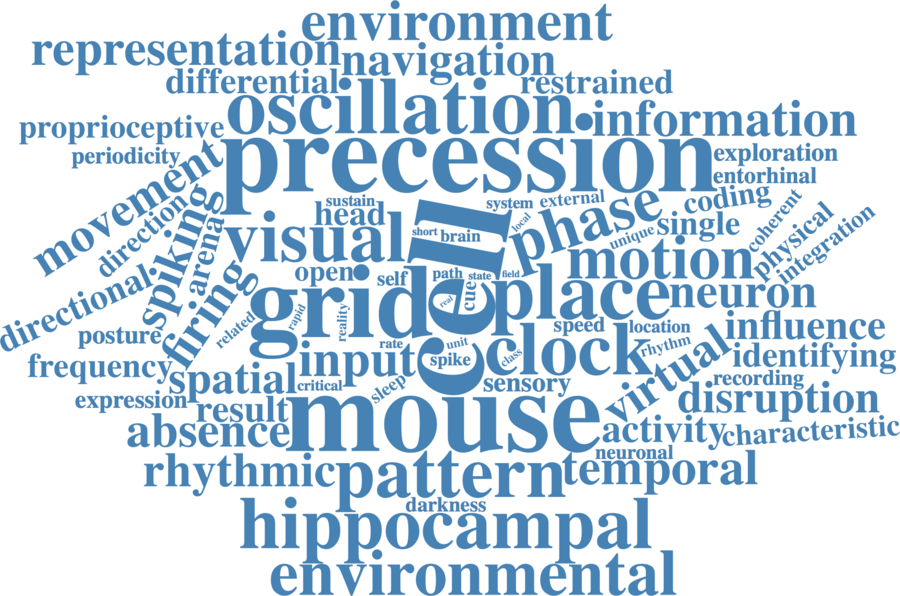 environment
representation
navigation
differential
restrained
oscillation
information
proprioceptive
precession
periodicity
exploration
entorhinal
movement
direction
spiking
arena
sustain
head
system
external
phase
coding
single
unique
coherent
physical
integration
visual
short
brain
local
cell
motion
directional
open
self
path
state
field
cue
real
grid
place
neuron
firing
related
rapid
reality
posture
rate
unit
clock
class
speed
location
rhythm
influence
frequency
input
spike
virtual
identifying
spatial
critical
sleep
sensory
recording
expression
result
mouse
disruption
absence
activity
characteristic
neuronal
rhythmic
pattern
temporal
darkness
hippocampal
environmental